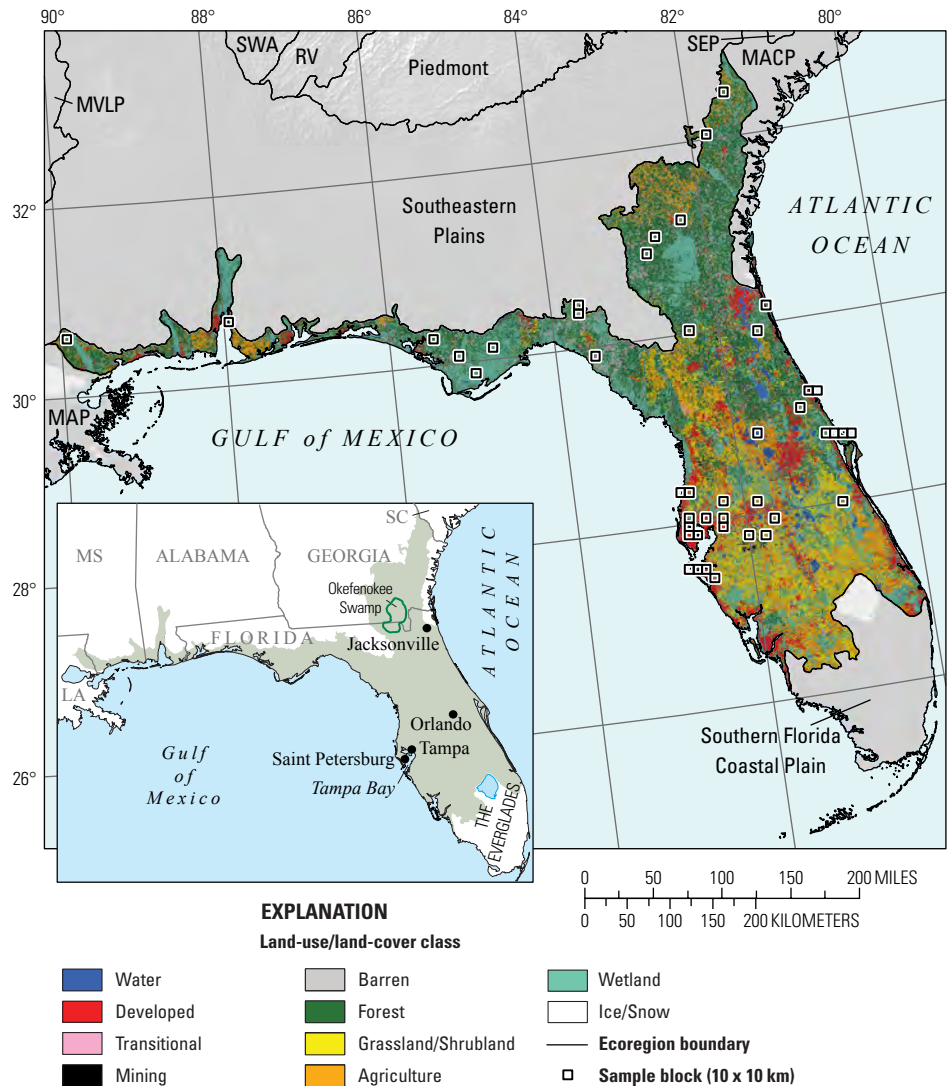 90°
88°
86°
84°
82°
80°
SWA
RV
Piedmont
SEP
MACP
MVLP
32°
Southeastern
Plains
ATLANTIC
OCEAN
30°
MAP
GULF of MEXICO
28°
26°
Southern Florida
Coastal Plain
SC
MS
ALABAMA
GEORGIA
Okefenokee
Swamp
ATLANTIC
OCEAN
FLORIDA
Jacksonville
LA
Orlando
Tampa
Saint Petersburg
Tampa Bay
Gulf
of
Mexico
THE
EVERGLADES
0 50 100 150 200 MILES
0 50 100 150 200 KILOMETERS
EXPLANATION
Land-use/land-cover class
Water
Developed
Transitional
Mining
Barren
Forest
Grassland/Shrubland
Agriculture
Wetland
Ice/Snow
Ecoregion boundary
Sample block (10 x 10 km)